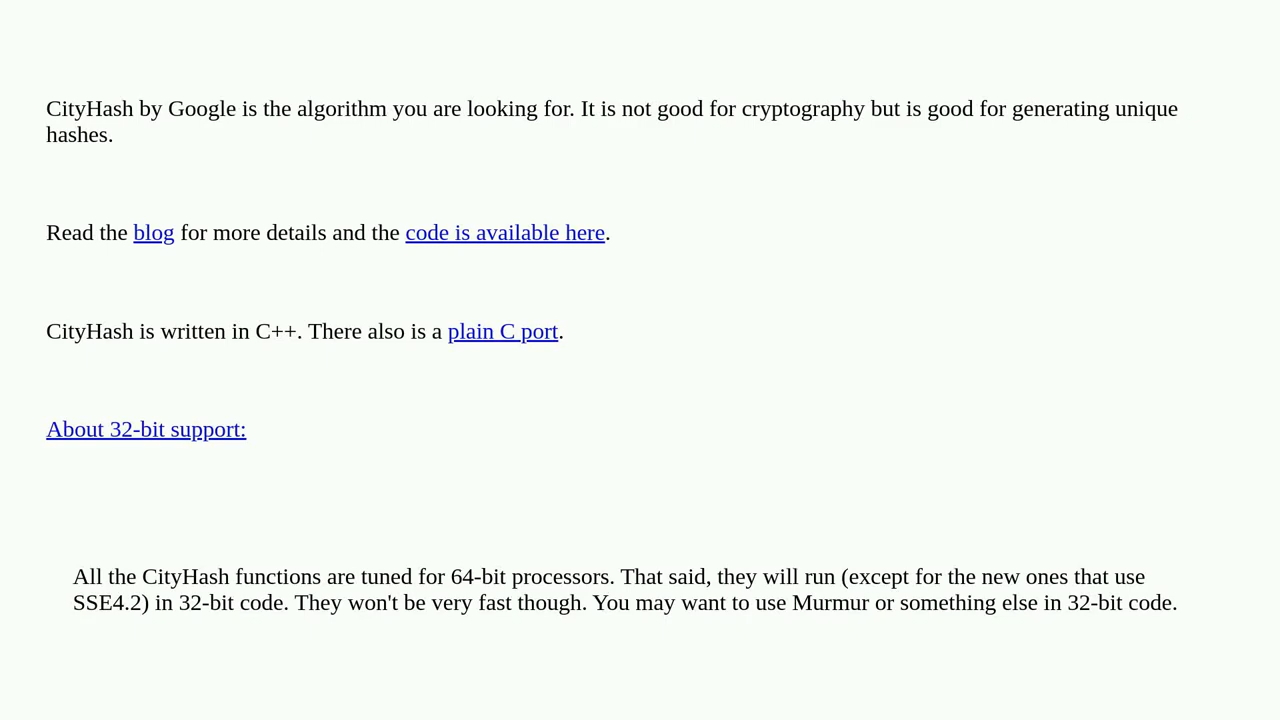 CityHash by Google is the algorithm you are looking for. It is not good for cryptography but is good for generating unique
hashes.
Read the blog for more details and the code is available here.
CityHash is written in C++. There also is a plain C port.
About 32-bit support:
All the CityHash functions are tuned for 64-bit processors. That said, they will run (except for the new ones that use
SSE4.2) in 32-bit code. They won't be very fast though. You may want to use Murmur or something else in 32-bit code.